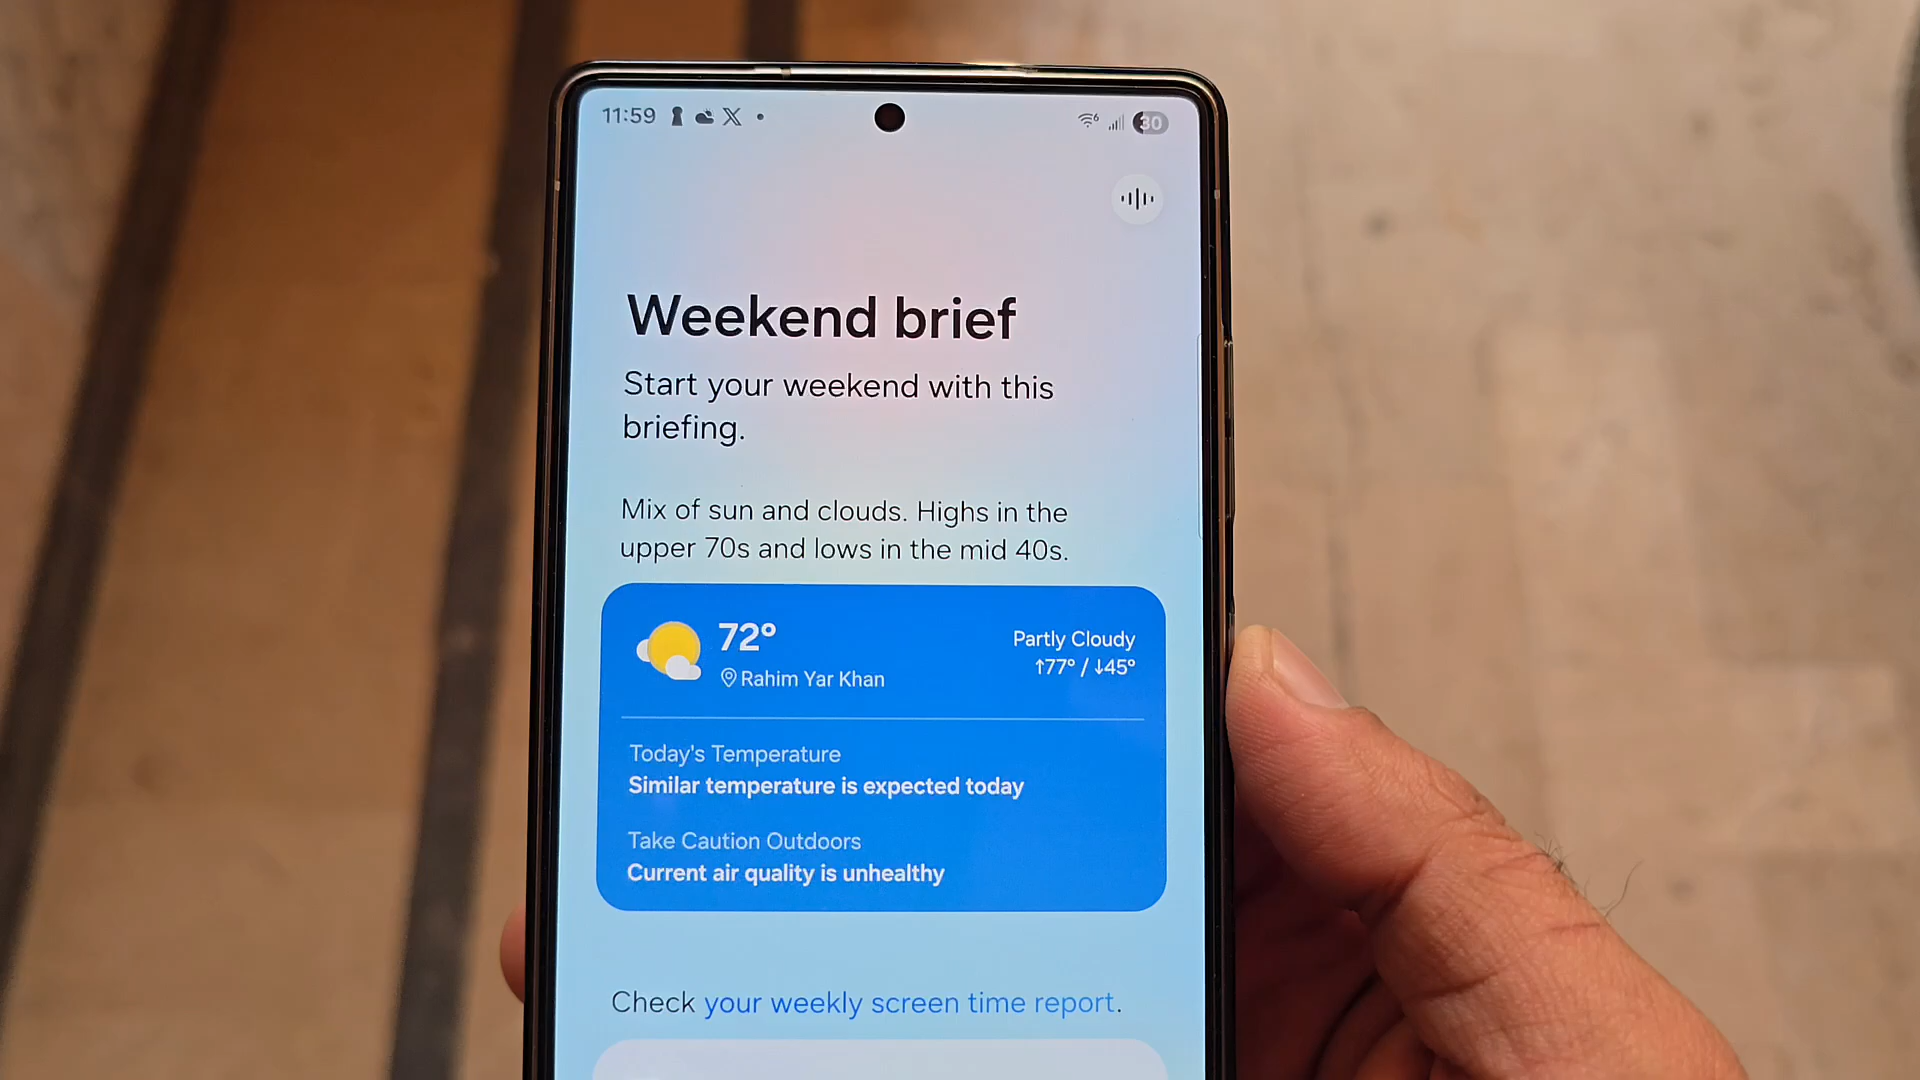 11:59
30
Weekend brief
Start your weekend with this
briefing.
Mix of sun and clouds. Highs in the
upper 70s and lows in the mid 40s.
72°
Partly Cloudy
Rahim Yar Khan
↑77° / ↓45°
Today's Temperature
Similar temperature is expected today
Take Caution Outdoors
Current air quality is unhealthy
Check your weekly screen time report.